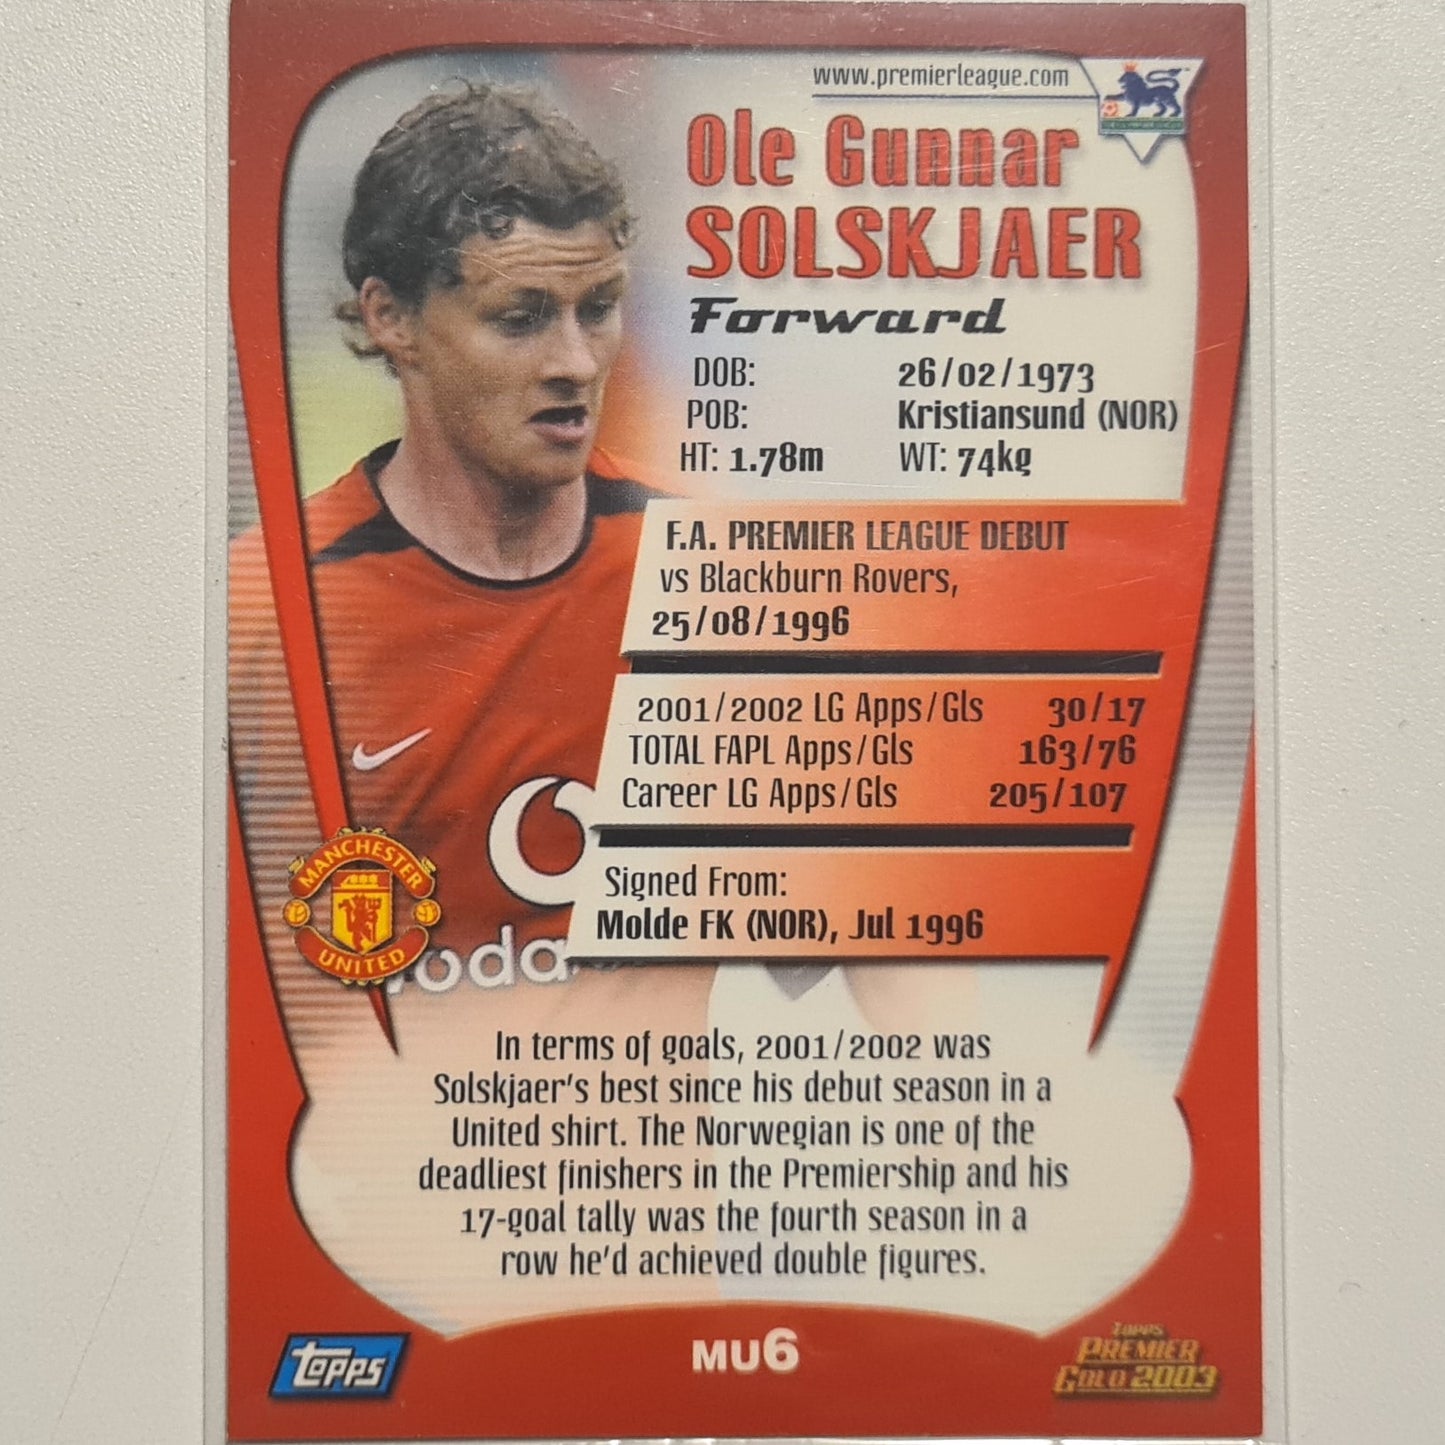 www.premierleague.com
Ole Gunnar
SOLSKJAER
Forward
DOB: 26/02/1973
POB: Kristiansund (NOR)
HT: 1.78m WT: 74kg
F.A. PREMIER LEAGUE DEBUT
vs Blackburn Rovers,
25/08/1996
2001/2002 LG Apps/Gls 30/17
TOTAL FAPL Apps/Gls 163/76
Career LG Apps/Gls 205/107
Signed From:
Molde FK (NOR), Jul 1996
MANCHESTER
UNITED
voda
In terms of goals, 2001/2002 was
Solskjaer's best since his debut season in a
United shirt. The Norwegian is one of the
deadliest finishers in the Premiership and his
17-goal tally was the fourth season in a
row he'd achieved double figures.
Topps
MU6
Topps
PREMIER
GOLD 2003